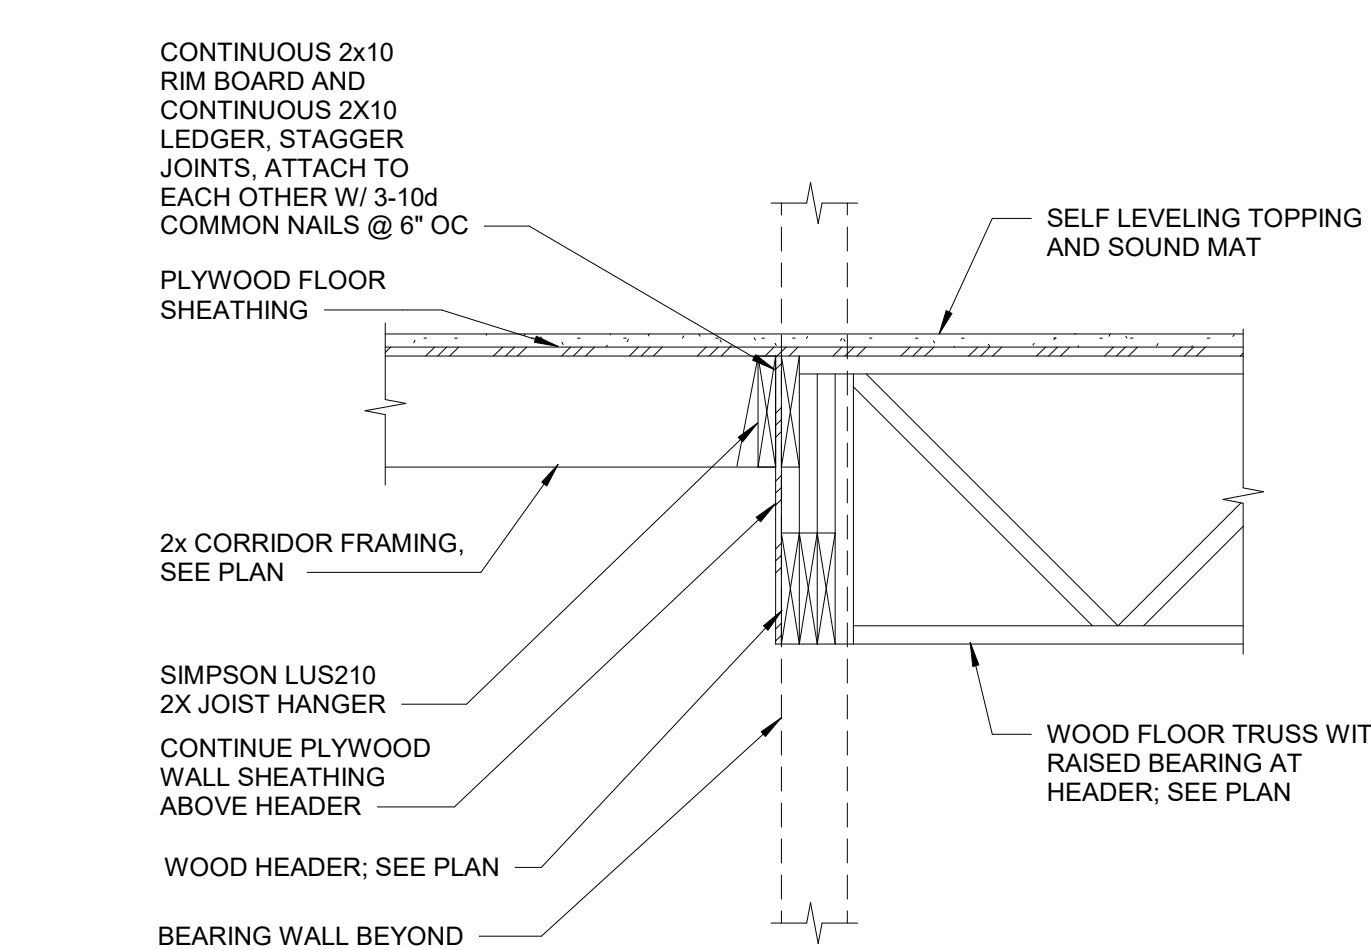 CONTINUOUS 2x10
RIM BOARD AND
CONTINUOUS 2X10
LEDGER, STAGGER
JOINTS, ATTACH TO
EACH OTHER W/ 3-10d
COMMON NAILS @ 6" OC
PLYWOOD FLOOR
SHEATHING
2x CORRIDOR FRAMING,
SEE PLAN
SIMPSON LUS210
2X JOIST HANGER
CONTINUE PLYWOOD
WALL SHEATHING
ABOVE HEADER
WOOD HEADER; SEE PLAN
BEARING WALL BEYOND
SELF LEVELING TOPPING
AND SOUND MAT
WOOD FLOOR TRUSS WIT
RAISED BEARING AT
HEADER; SEE PLAN